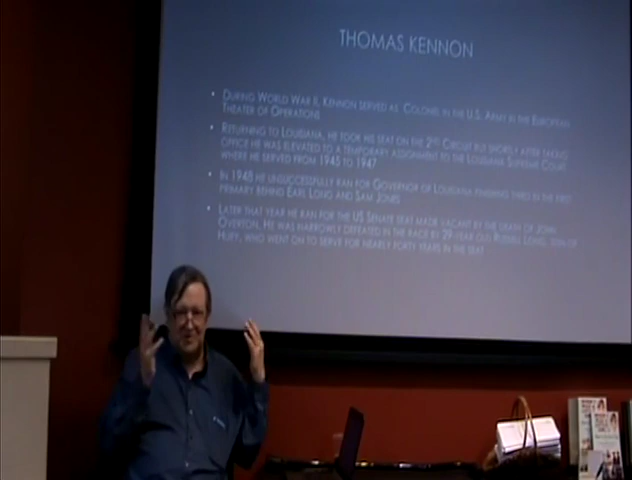 THOMAS KENNON
• DURING WORLD WAR II, KENNON SERVED AS COLONEL IN THE U.S. ARMY IN THE EUROPEAN
THEATER OF OPERATIONS
• RETURNING TO LOUISIANA, HE TOOK HIS SEAT ON THE 2ND CIRCUIT BUT SHORTLY AFTER TAKING
OFFICE HE WAS ELEVATED TO A TEMPORARY ASSIGNMENT TO THE LOUISIANA SUPREME COURT
WHERE HE SERVED FROM 1945 TO 1947
• IN 1948 HE UNSUCCESSFULLY RAN FOR GOVERNOR OF LOUISIANA FINISHING THIRD IN THE FIRST
PRIMARY BEHIND EARL LONG AND SAM JONES
• LATER THAT YEAR HE RAN FOR THE US SENATE SEAT MADE VACANT BY THE DEATH OF JOHN
OVERTON. HE WAS NARROWLY DEFEATED IN THE RACE BY 29 YEAR OLD RUSSELL LONG, SON OF
HUEY, WHO WENT ON TO SERVE FOR NEARLY FORTY YEARS IN THE SEAT